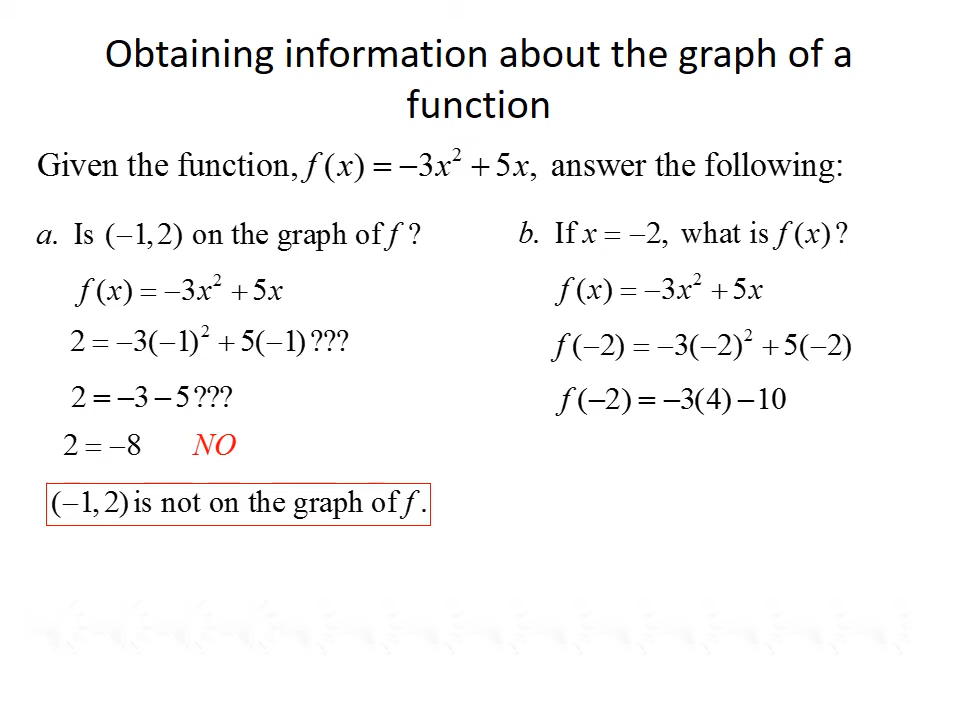 Obtaining information about the graph of a
function
Given the function, f(x) = −3x² + 5x, answer the following:
a. Is (−1, 2) on the graph of f ?
f(x) = −3x² + 5x
2 = −3(−1)² + 5(−1)???
2 = −3 − 5???
2 = −8 NO
(−1, 2) is not on the graph of f.
b. If x = −2, what is f(x)?
f(x) = −3x² + 5x
f(−2) = −3(−2)² + 5(−2)
f(−2) = −3(4) − 10